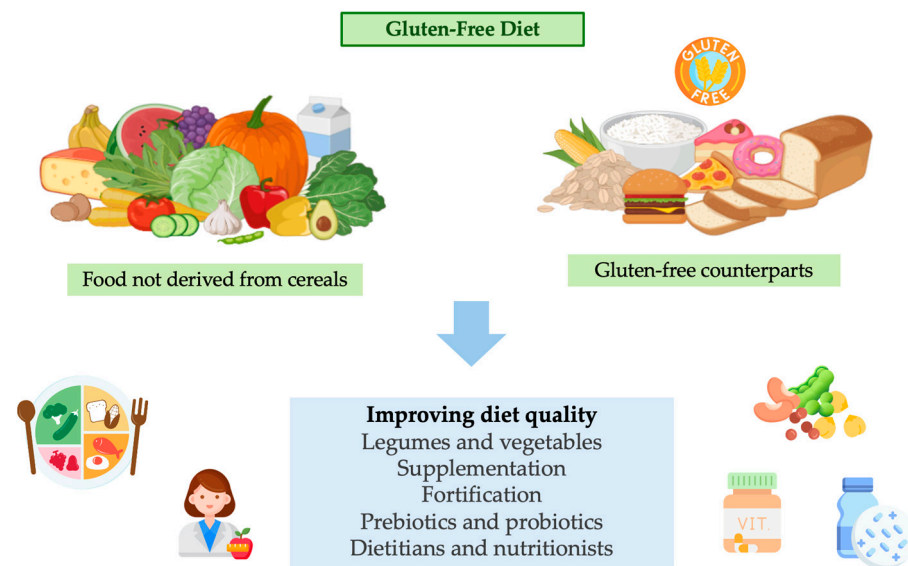 Gluten-Free Diet
GLUTEN
FREE
Food not derived from cereals
Gluten-free counterparts
Improving diet quality
Legumes and vegetables
Supplementation
Fortification
Prebiotics and probiotics
Dietitians and nutritionists
VIT.